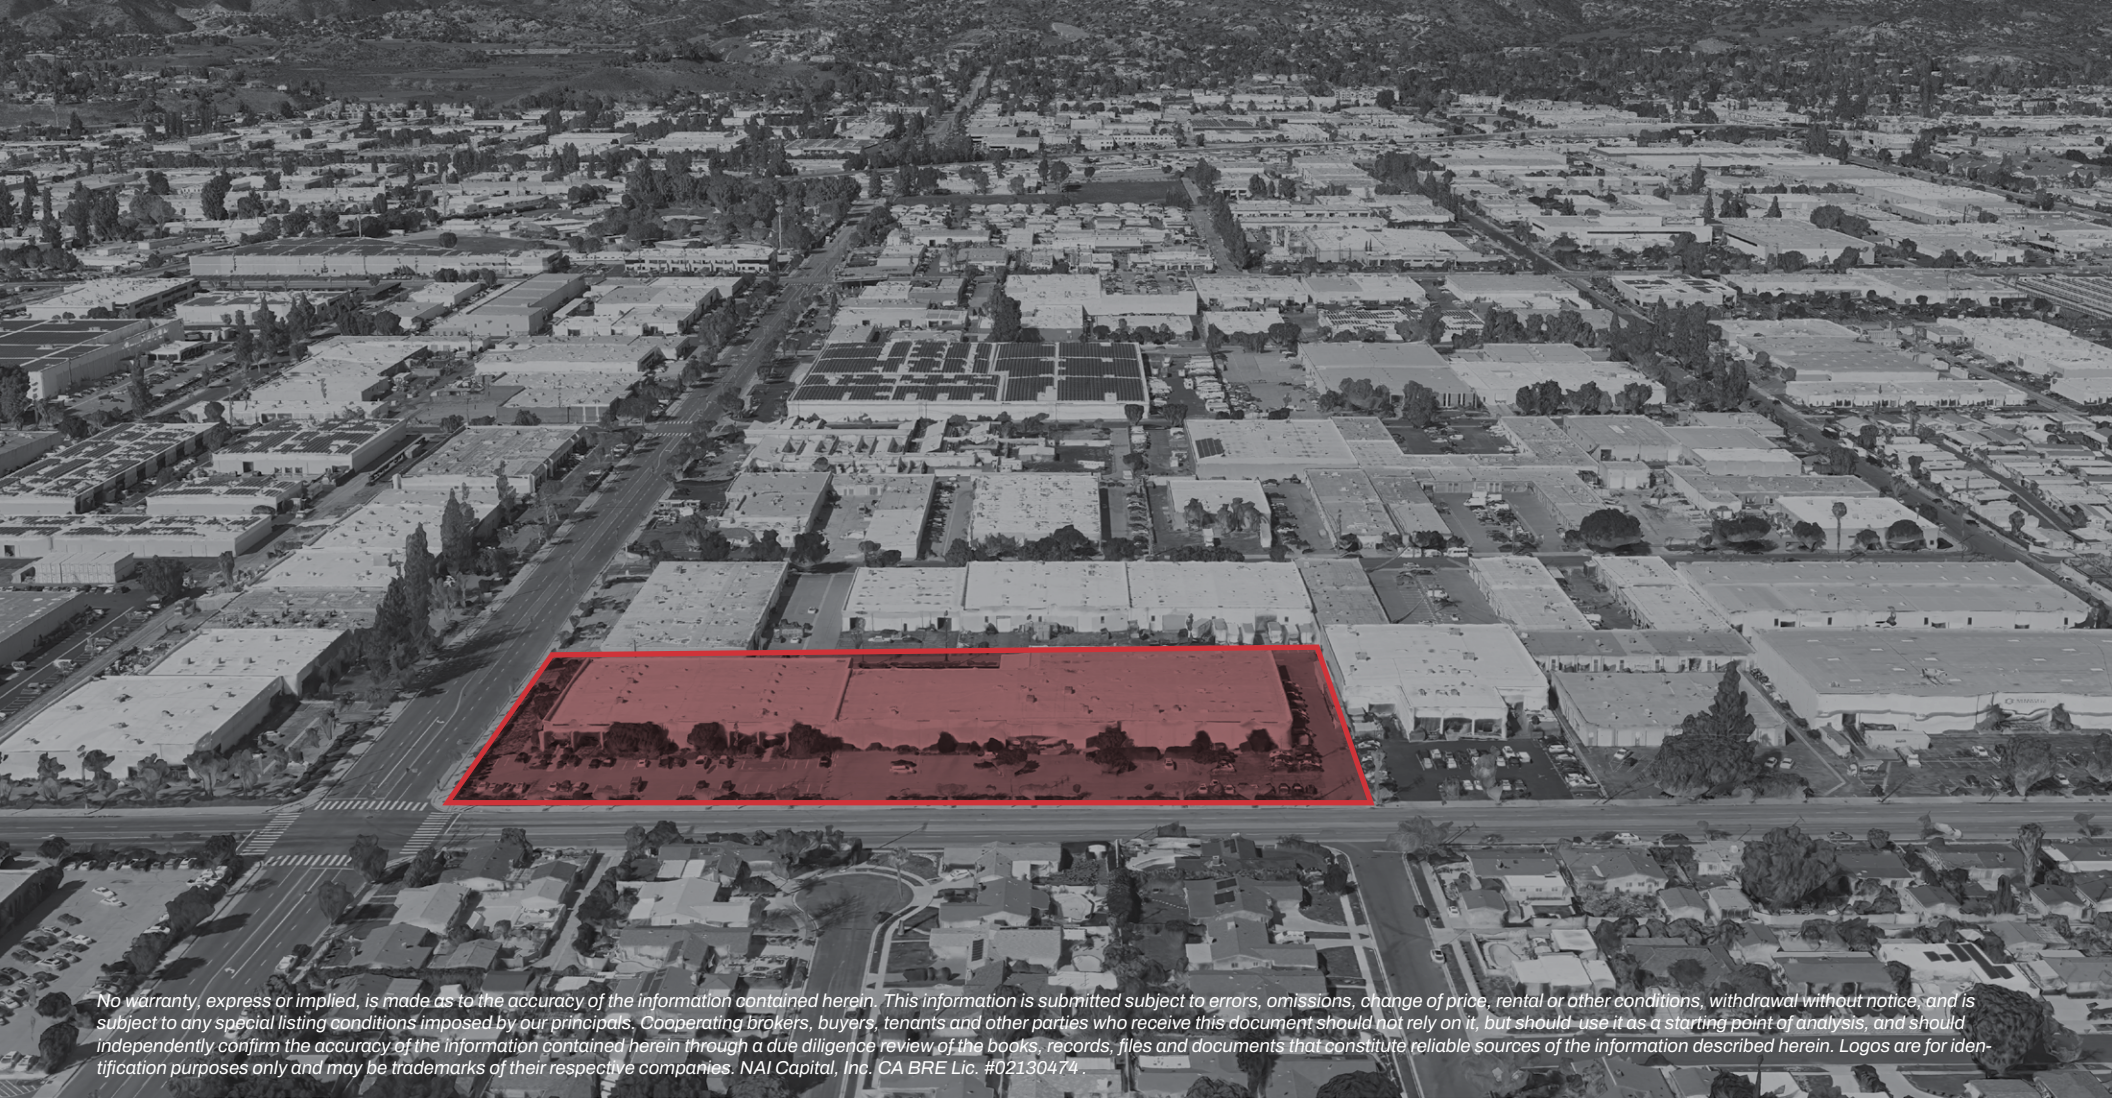 No warranty, express or implied, is made as to the accuracy of the information contained herein. This information is submitted subject to errors, omissions, change of price, rental or other conditions, withdrawal without notice, and is
subject to any special listing conditions imposed by our principals. Cooperating brokers, buyers, tenants and other parties who receive this document should not rely on it, but should use it as a starting point of analysis, and should
independently confirm the accuracy of the information contained herein through a due diligence review of the books, records, files and documents that constitute reliable sources of the information described herein. Logos are for iden-
tification purposes only and may be trademarks of their respective companies. NAI Capital, Inc. CA BRE Lic. #02130474 .